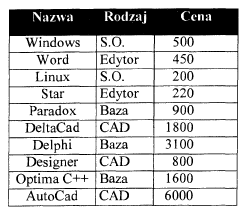 Nazwa Rodzaj Cena
Windows S.O. 500
Word Edytor 450
Linux S.O. 200
Star Edytor 220
Paradox Baza 900
DeltaCad CAD 1800
Delphi Baza 3100
Designer CAD 800
Optima C++ Baza 1600
AutoCad CAD 6000